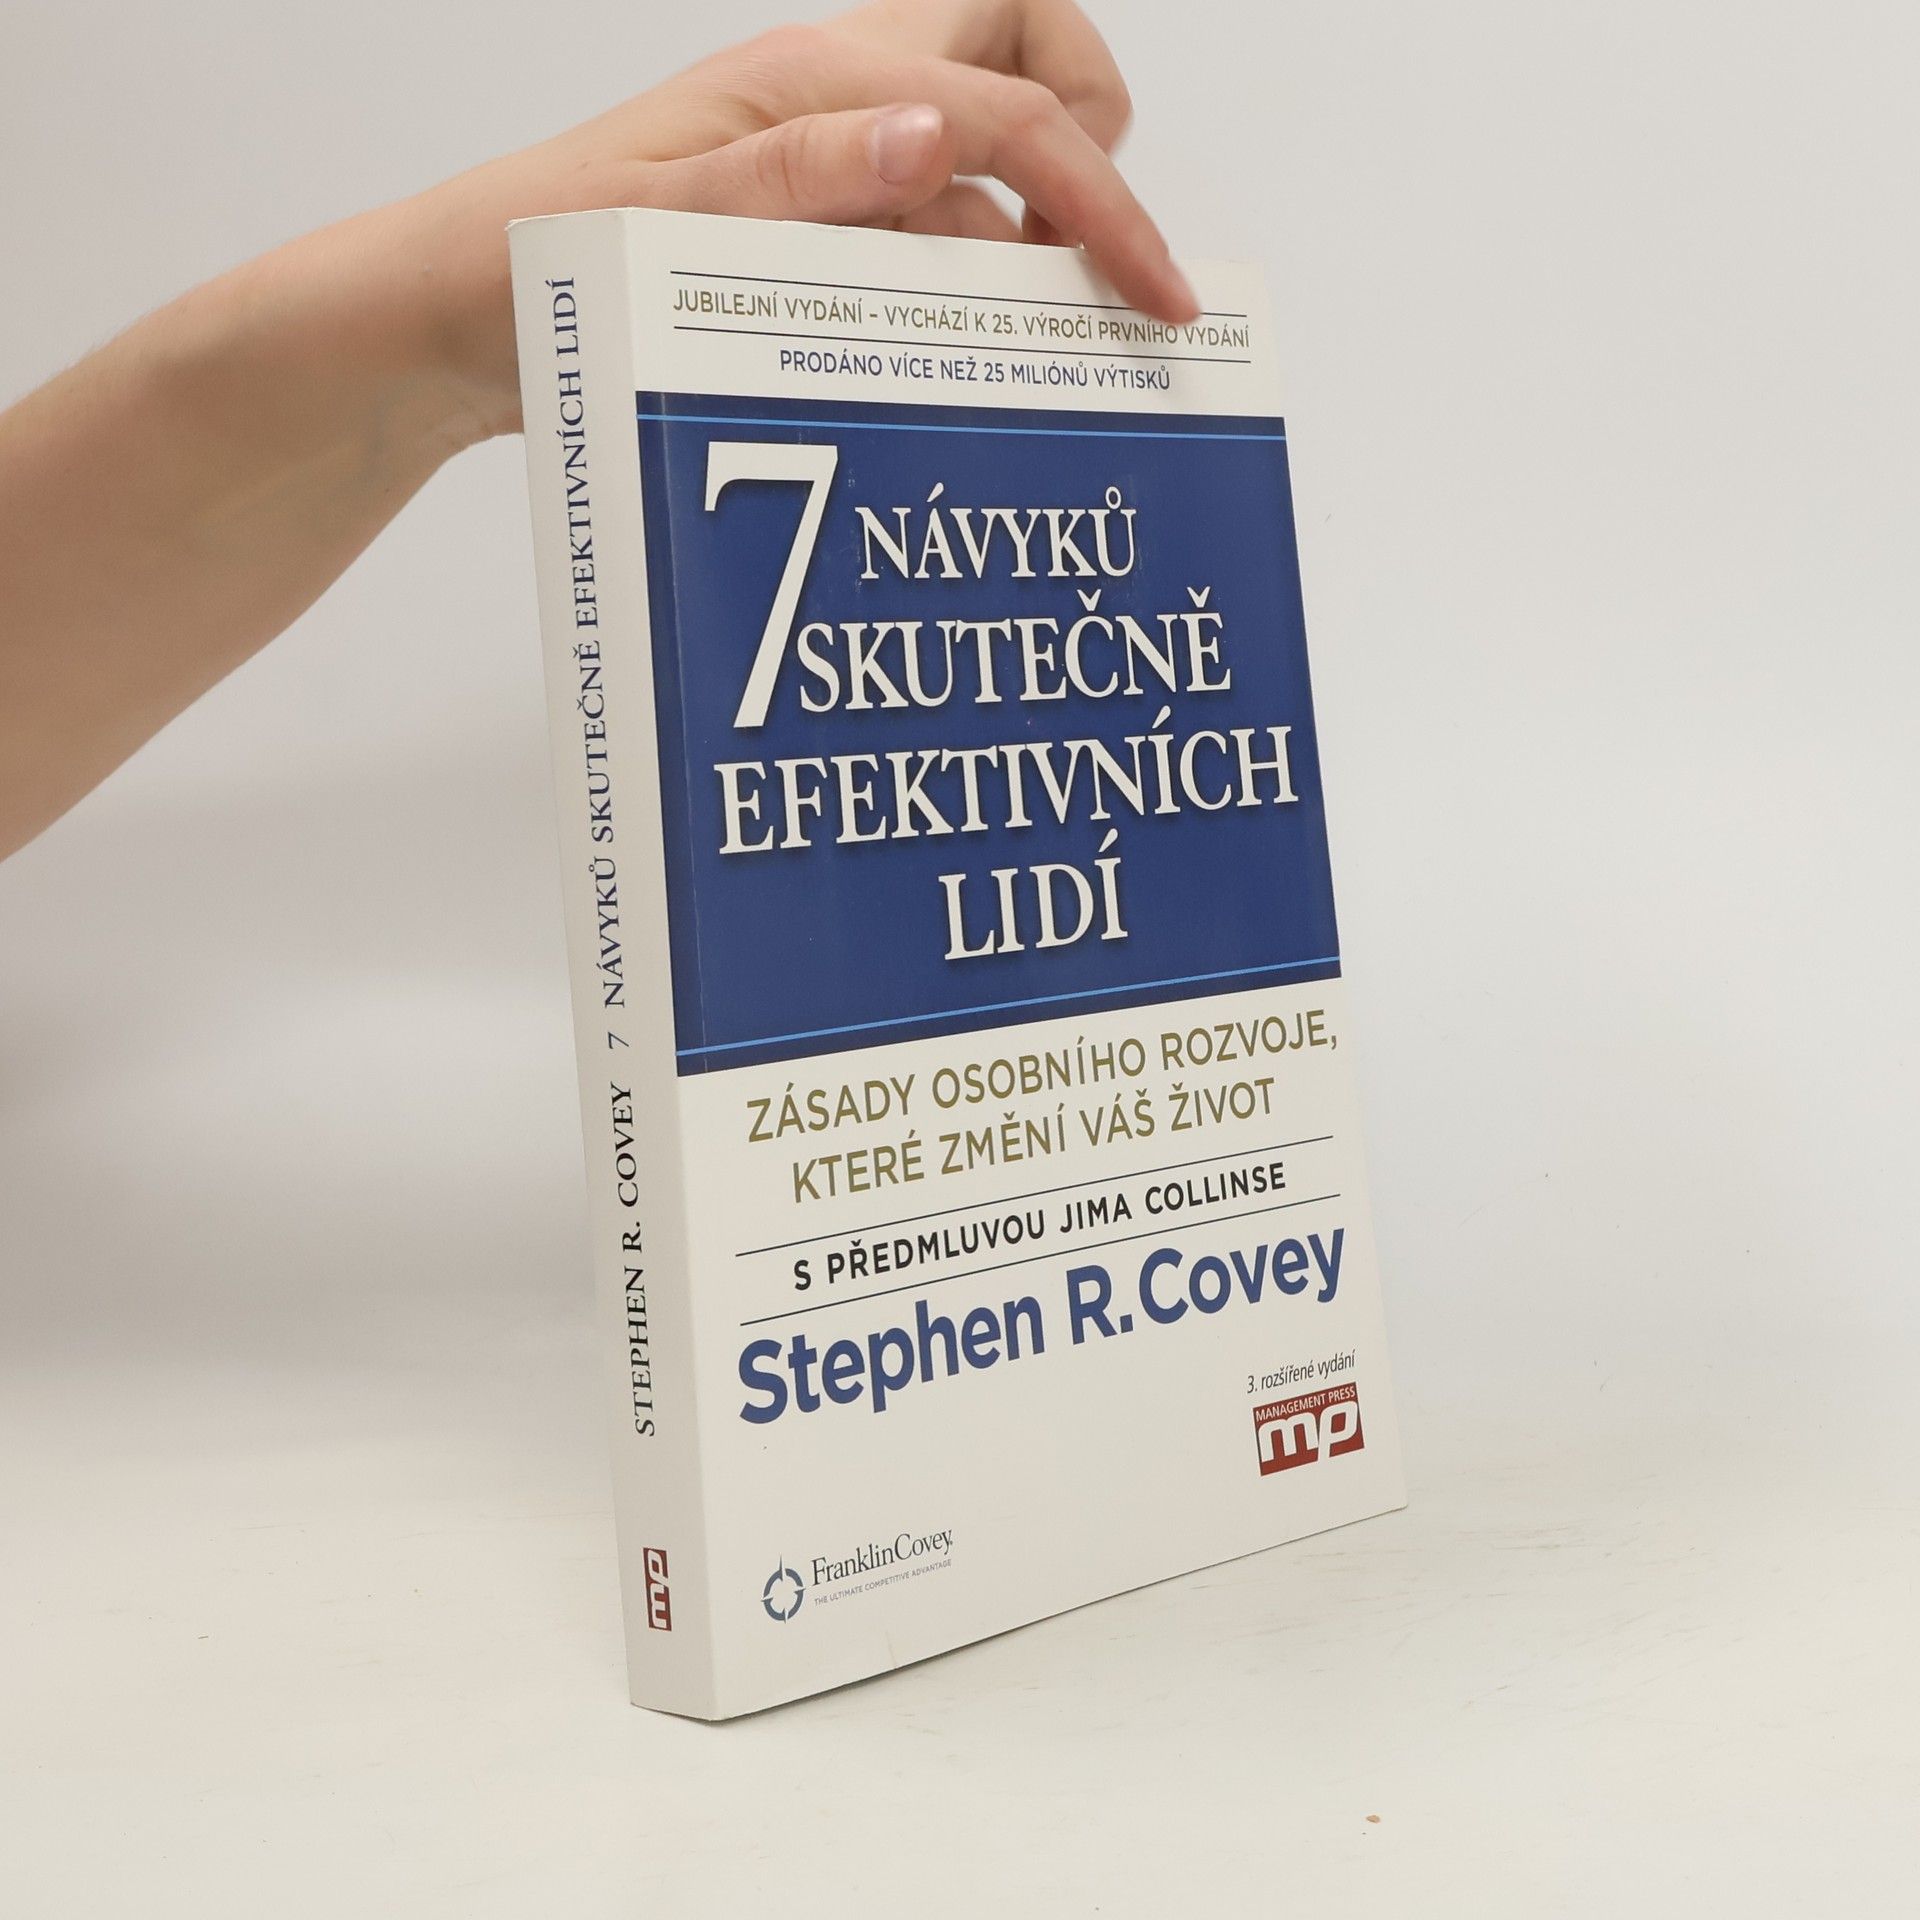 STEPHEN R. COVEY 7 NÁVYKŮ SKUTEČNĚ EFEKTIVNÍCH LIDÍ
mp
JUBILEJNÍ VYDÁNÍ – VYCHÁZÍ K 25. VÝROČÍ PRVNÍHO VYDÁNÍ
PRODÁNO VÍCE NEŽ 25 MILIÓNŮ VÝTISKŮ
7 NÁVYKŮ
SKUTEČNĚ
EFEKTIVNÍCH
LIDÍ
ZÁSADY OSOBNÍHO ROZVOJE,
KTERÉ ZMĚNÍ VÁŠ ŽIVOT
S PŘEDMLUVOU JIMA COLLINSE
Stephen R. Covey
3. rozšířené vydání
MANAGEMENT PRESS
mp
FranklinCovey
THE ULTIMATE COMPETITIVE ADVANTAGE